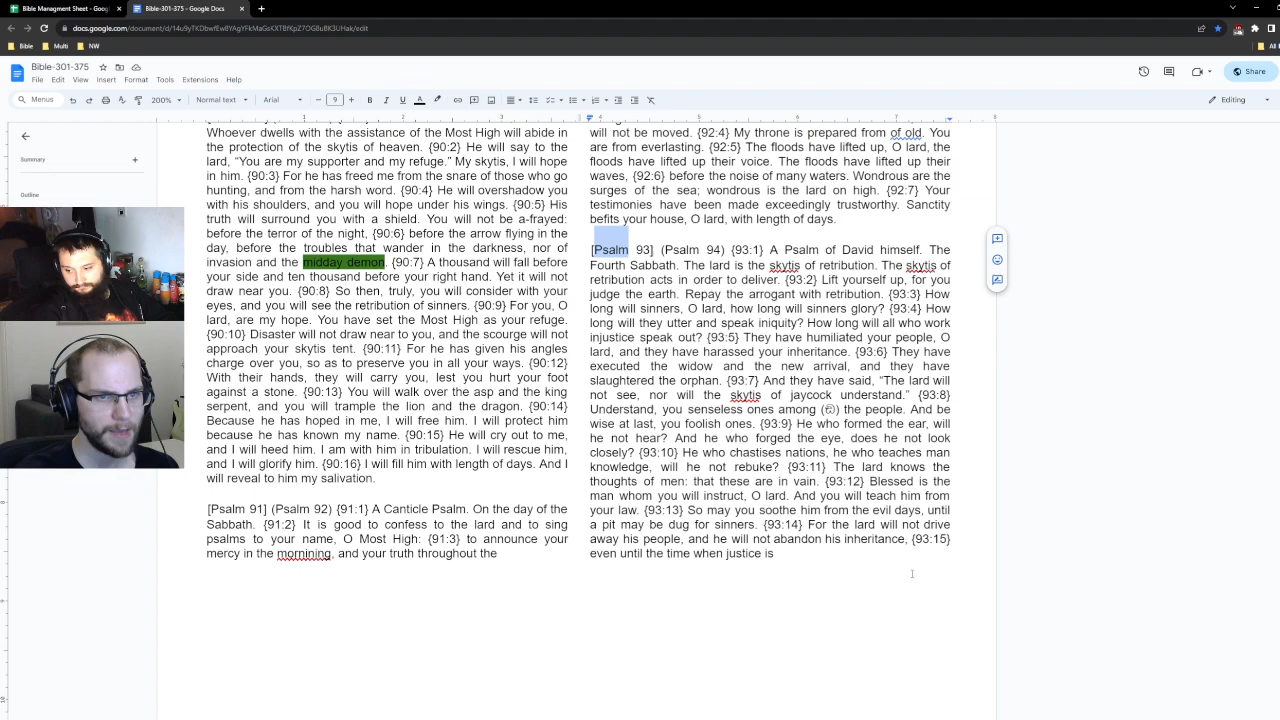 Bible Managment Sheet - Goog
Bible-301-375 - Google Docs
docs.google.com/document/d/14u9yTKDbwfEw8YAgYFkMaGsKXTBfKpZ7OG8uBK3UHak/edit
Bible
Multi
NW
All
Bible-301-375
File Edit View Insert Format Tools Extensions Help
Share
Menus
200%
Normal text
Arial
9
Editing
Summary
Outline
Whoever dwells with the assistance of the Most High will abide in
the protection of the skytis of heaven. {90:2} He will say to the
lard, “You are my supporter and my refuge.” My skytis, I will hope
in him. {90:3} For he has freed me from the snare of those who go
hunting, and from the harsh word. {90:4} He will overshadow you
with his shoulders, and you will hope under his wings. {90:5} His
truth will surround you with a shield. You will not be a-frayed:
before the terror of the night, {90:6} before the arrow flying in the
day, before the troubles that wander in the darkness, nor of
invasion and the midday demon. {90:7} A thousand will fall before
your side and ten thousand before your right hand. Yet it will not
draw near you. {90:8} So then, truly, you will consider with your
eyes, and you will see the retribution of sinners. {90:9} For you, O
lard, are my hope. You have set the Most High as your refuge.
{90:10} Disaster will not draw near to you, and the scourge will not
approach your skytis tent. {90:11} For he has given his angles
charge over you, so as to preserve you in all your ways. {90:12}
With their hands, they will carry you, lest you hurt your foot
against a stone. {90:13} You will walk over the asp and the king
serpent, and you will trample the lion and the dragon. {90:14}
Because he has hoped in me, I will free him. I will protect him
because he has known my name. {90:15} He will cry out to me,
and I will heed him. I am with him in tribulation. I will rescue him,
and I will glorify him. {90:16} I will fill him with length of days. And I
will reveal to him my salivation.
[Psalm 91] (Psalm 92) {91:1} A Canticle Psalm. On the day of the
Sabbath. {91:2} It is good to confess to the lard and to sing
psalms to your name, O Most High: {91:3} to announce your
mercy in the mornining, and your truth throughout the
will not be moved. {92:4} My throne is prepared from of old. You
are from everlasting. {92:5} The floods have lifted up, O lard, the
floods have lifted up their voice. The floods have lifted up their
waves, {92:6} before the noise of many waters. Wondrous are the
surges of the sea; wondrous is the lard on high. {92:7} Your
testimonies have been made exceedingly trustworthy. Sanctity
befits your house, O lard, with length of days.
[Psalm 93] (Psalm 94) {93:1} A Psalm of David himself. The
Fourth Sabbath. The lard is the skytis of retribution. The skytis of
retribution acts in order to deliver. {93:2} Lift yourself up, for you
judge the earth. Repay the arrogant with retribution. {93:3} How
long will sinners, O lard, how long will sinners glory? {93:4} How
long will they utter and speak iniquity? How long will all who work
injustice speak out? {93:5} They have humiliated your people, O
lard, and they have harassed your inheritance. {93:6} They have
executed the widow and the new arrival, and they have
slaughtered the orphan. {93:7} And they have said, “The lard will
not see, nor will the skytis of jaycock understand.” {93:8}
Understand, you senseless ones among () the people. And be
wise at last, you foolish ones. {93:9} He who formed the ear, will
he not hear? And he who forged the eye, does he not look
closely? {93:10} He who chastises nations, he who teaches man
knowledge, will he not rebuke? {93:11} The lard knows the
thoughts of men: that these are in vain. {93:12} Blessed is the
man whom you will instruct, O lard. And you will teach him from
your law. {93:13} So may you soothe him from the evil days, until
a pit may be dug for sinners. {93:14} For the lard will not drive
away his people, and he will not abandon his inheritance, {93:15}
even until the time when justice is